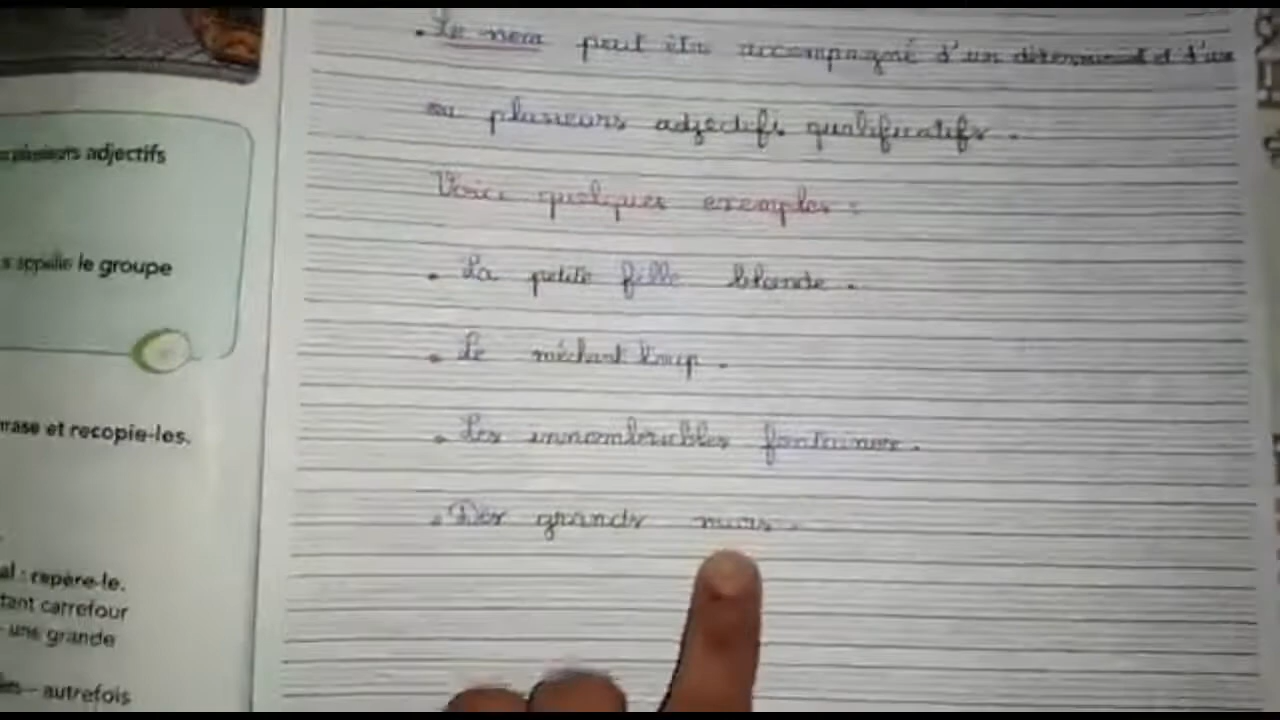 plusieurs adjectifs
s appelle le groupe
hrase et recopie-les.
al : repère-le.
tant carrefour
- une grande
- autrefois
. Le nom peut être accompagné d'un déterminant et d'un
ou plusieurs adjectifs qualificatifs.
Voici quelques exemples :
. La petite fille blonde.
. Le méchant loup.
. Les innombrables fontaines.
. Des grands murs.